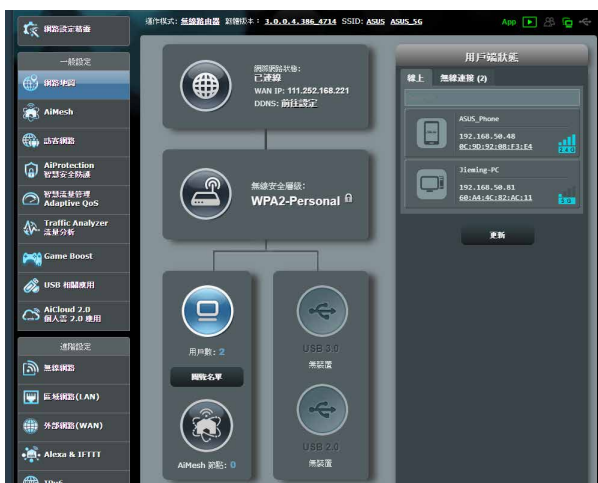 網路設定精靈
運作模式: 無線路由器 韌體版本: 3.0.0.4.386_4714 SSID: ASUS ASUS_5G
App
一般設定
網路地圖
AiMesh
訪客網路
AiProtection
智慧安全防護
智慧流量管理
Adaptive QoS
Traffic Analyzer
流量分析
Game Boost
USB 相關應用
AiCloud 2.0
個人雲 2.0 應用
進階設定
無線網路
區域網路(LAN)
外部網路(WAN)
Alexa & IFTTT
IPv6
網際網路狀態:
已連線
WAN IP: 111.252.168.221
DDNS: 前往設定
無線安全層級:
WPA2-Personal
用戶數: 2
閱覽名單
AiMesh 節點: 0
USB 3.0
無裝置
USB 2.0
無裝置
用戶端狀態
線上 無線連接 (2)
ASUS_Phone
192.168.50.48
0C:9D:92:08:F3:E4
2.4G
Jieming-PC
192.168.50.81
60:A4:4C:82:AC:11
5G
更新